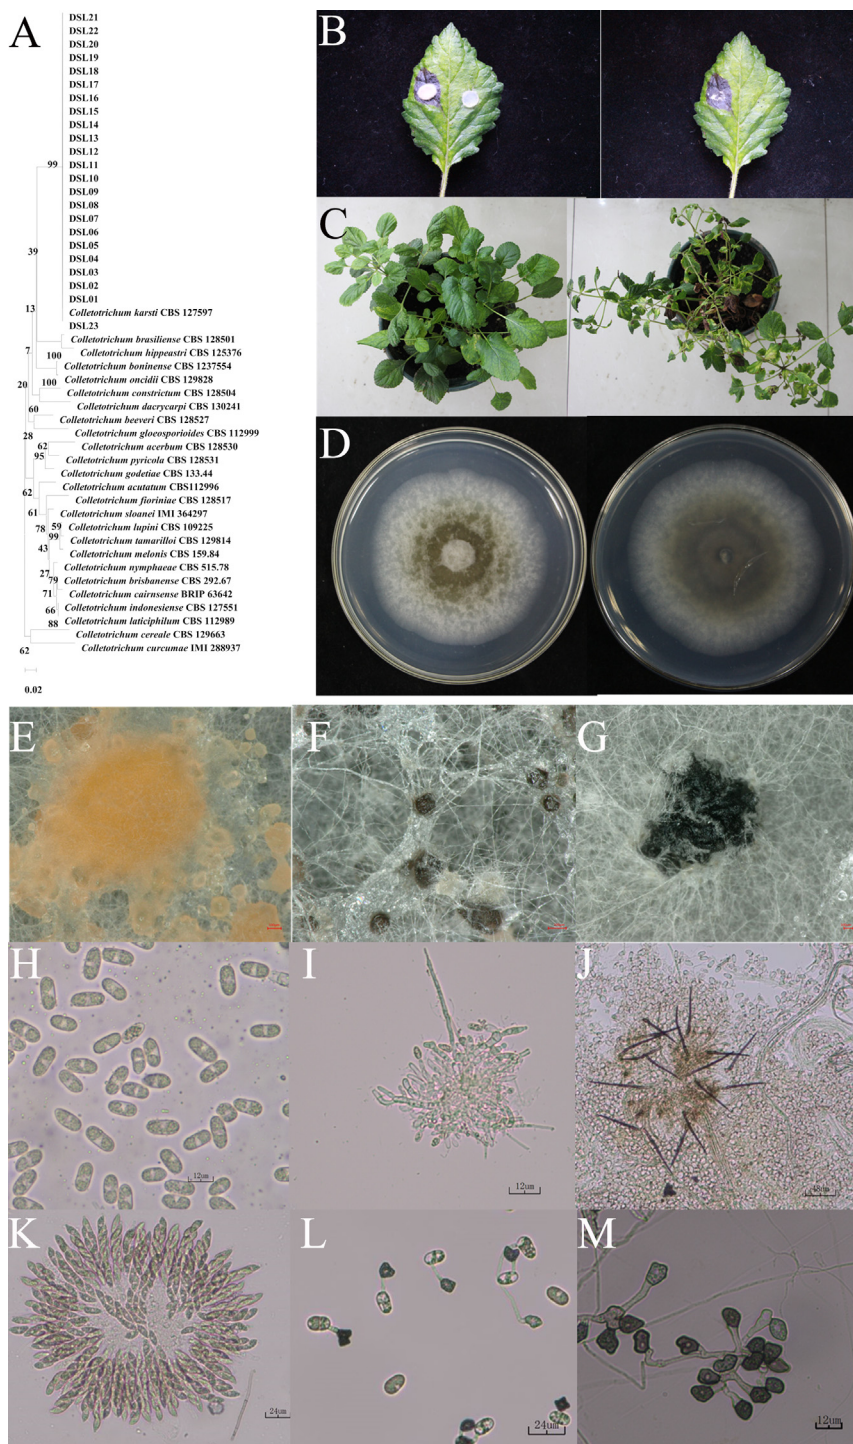 A
DSL21
DSL22
DSL20
DSL19
DSL18
DSL17
DSL16
DSL15
DSL14
DSL13
DSL12
99 DSL11
DSL10
DSL09
DSL08
DSL07
DSL06
DSL05
39
DSL04
DSL03
DSL02
DSL01
13 Colletotrichum karsti CBS 127597
DSL23
Colletotrichum brasiliense CBS 128501
7 100 Colletotrichum hippeastri CBS 125376
Colletotrichum boninense CBS 1237554
20 100 Colletotrichum oncidii CBS 129828
Colletotrichum constrictum CBS 128504
60 Colletotrichum dacrycarpi CBS 130241
Colletotrichum beeveri CBS 128527
28 Colletotrichum gloeosporioides CBS 112999
62 Colletotrichum acerbum CBS 128530
95 Colletotrichum pyricola CBS 128531
Colletotrichum godetiae CBS 133.44
62 Colletotrichum acutatum CBS112996
Colletotrichum fioriniae CBS 128517
61 Colletotrichum sloanei IMI 364297
78 59 Colletotrichum lupini CBS 109225
99 Colletotrichum tamarilloi CBS 129814
43 Colletotrichum melonis CBS 159.84
27 Colletotrichum nymphaeae CBS 515.78
79 Colletotrichum brisbanense CBS 292.67
71 Colletotrichum cairnsense BRIP 63642
66 Colletotrichum indonesiense CBS 127551
88 Colletotrichum laticiphilum CBS 112989
Colletotrichum cereale CBS 129663
62 Colletotrichum curcumae IMI 288937
0.02
B
C
D
E F G
H I J
12um 12um 48um
K L M
24um 24um 12um